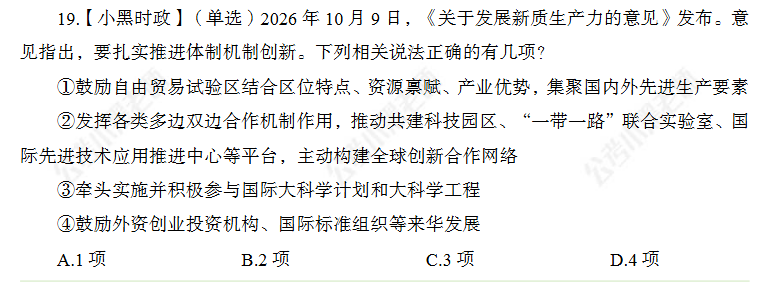 19.【小黑时政】（单选）2026 年 10 月 9 日，《关于发展新质生产力的意见》发布。意
见指出，要扎实推进体制机制创新。下列相关说法正确的有几项？
①鼓励自由贸易试验区结合区位特点、资源禀赋、产业优势，集聚国内外先进生产要素
②发挥各类多边双边合作机制作用，推动共建科技园区、“一带一路”联合实验室、国
际先进技术应用推进中心等平台，主动构建全球创新合作网络
③牵头实施并积极参与国际大科学计划和大科学工程
④鼓励外资创业投资机构、国际标准组织等来华发展
A.1 项 B.2 项 C.3 项 D.4 项